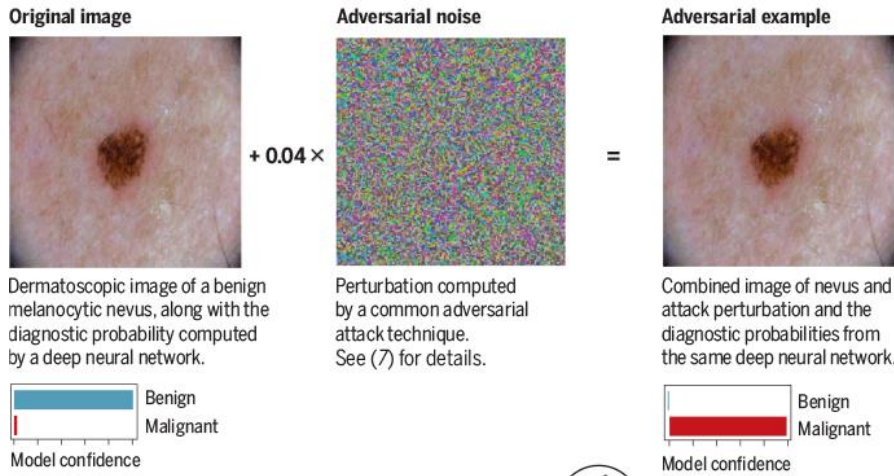 Original image
Adversarial noise
Adversarial example
+ 0.04 ×
=
Dermatoscopic image of a benign
melanocytic nevus, along with the
diagnostic probability computed
by a deep neural network.
Perturbation computed
by a common adversarial
attack technique.
See (7) for details.
Combined image of nevus and
attack perturbation and the
diagnostic probabilities from
the same deep neural network.
Benign
Malignant
Model confidence
Benign
Malignant
Model confidence